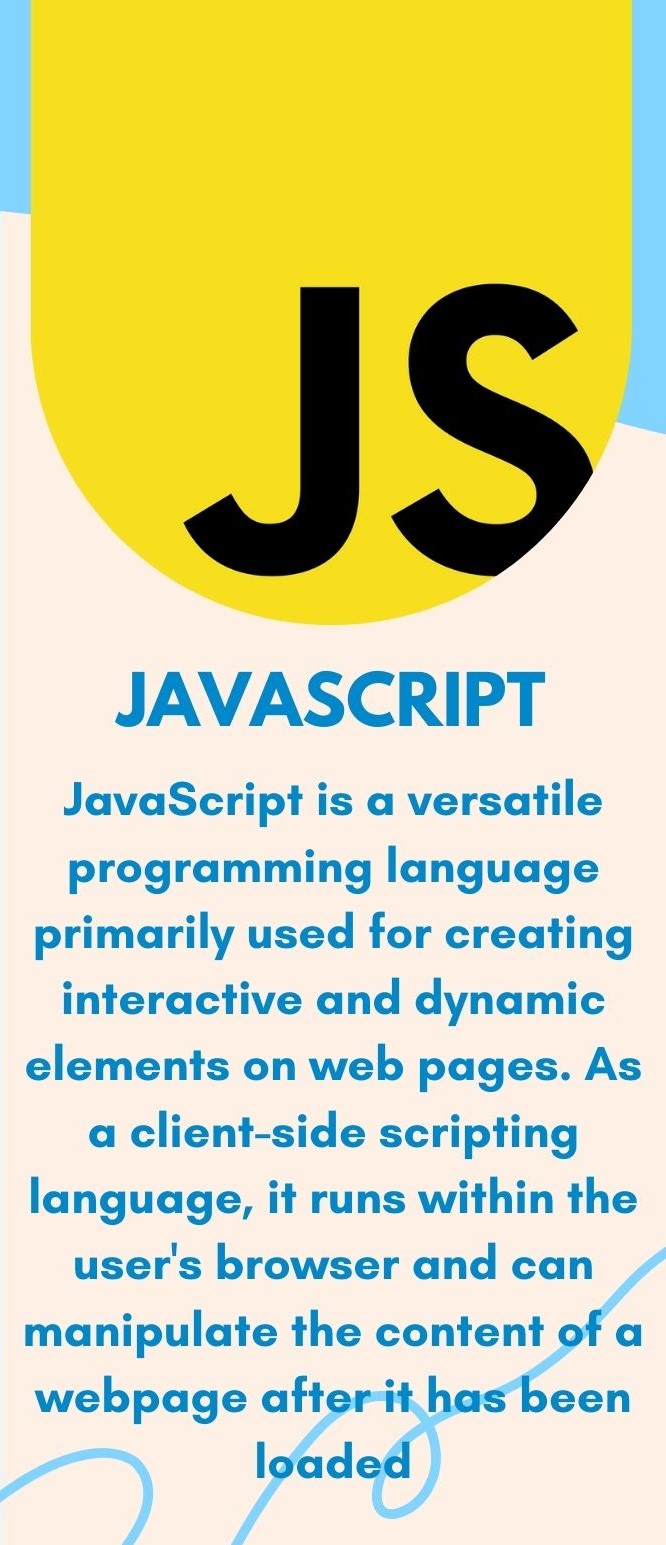 JS
JAVASCRIPT
JavaScript is a versatile
programming language
primarily used for creating
interactive and dynamic
elements on web pages. As
a client-side scripting
language, it runs within the
user's browser and can
manipulate the content of a
webpage after it has been
loaded